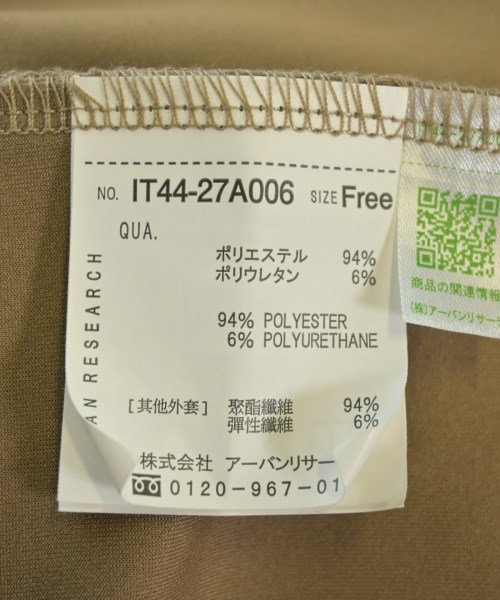 NO. IT44-27A006 SIZE Free
QUA.
ポリエステル 94%
ポリウレタン 6%
94% POLYESTER
6% POLYURETHANE
[其他外套] 聚酯纖維 94%
彈性纖維 6%
株式会社 アーバンリサー
0120-967-01
AN RESEARCH
商品の関連情報
(株)アーバンリサーチ